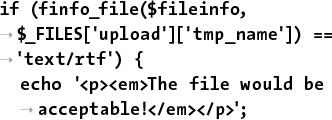 if (finfo_file($fileinfo,
→$_FILES['upload']['tmp_name']) ==
→'text/rtf') {
echo '<p><em>The file would be
→acceptable!</em></p>';